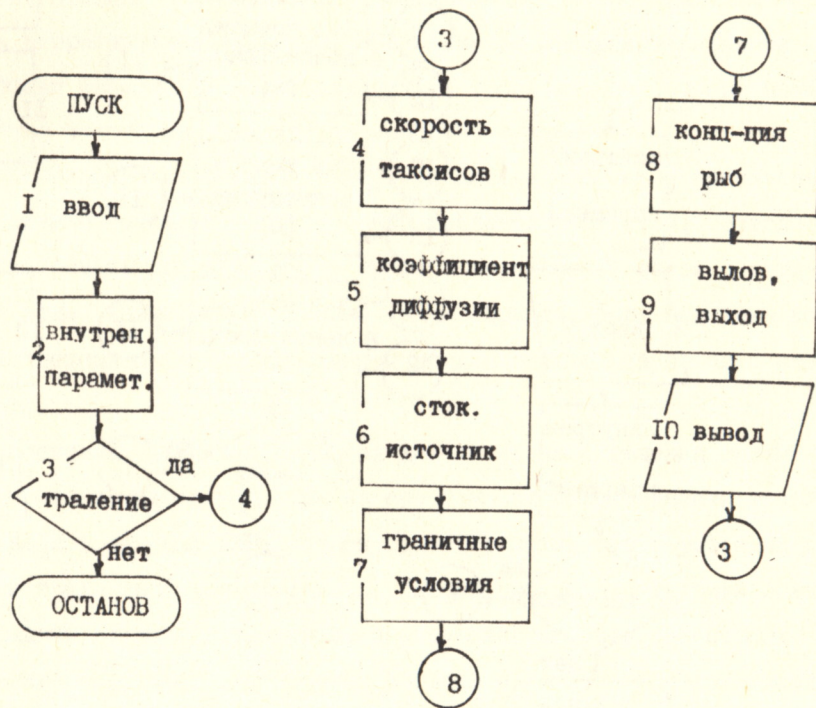 ПУСК
I ввод
2 внутрен.
парамет.
3
траление
да
4
нет
ОСТАНОВ
3
4 скорость
таксисов
5 коэффициент
диффузии
6 сток.
источник
7 граничные
условия
8
7
8 конц-ция
рыб
9 вылов.
выход
IO вывод
3